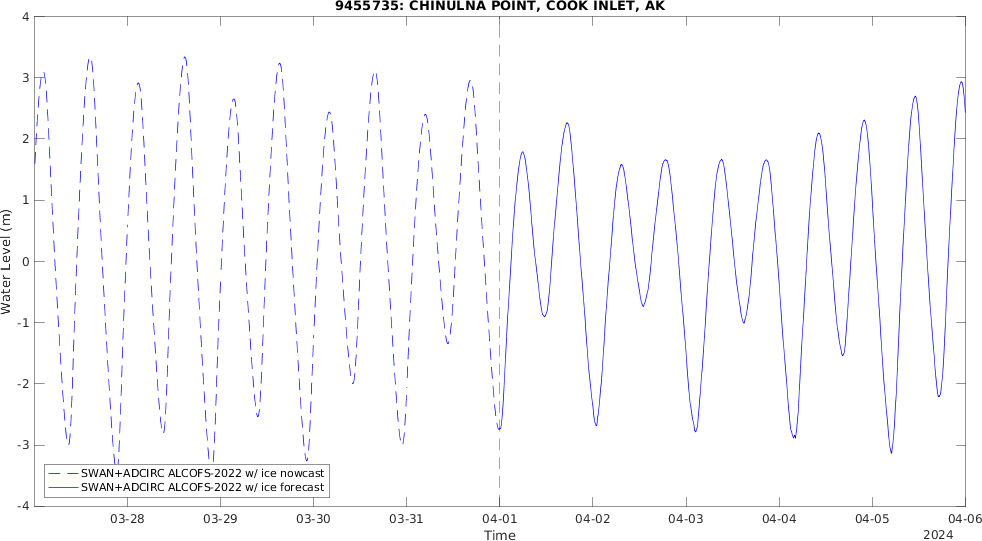 9455735: CHINULNA POINT, COOK INLET, AK
4
3
2
1
0
-1
-2
-3
-4
Water Level (m)
SWAN+ADCIRC ALCOFS-2022 w/ ice nowcast
SWAN+ADCIRC ALCOFS-2022 w/ ice forecast
03-28 03-29 03-30 03-31 04-01 04-02 04-03 04-04 04-05 04-06
Time
2024